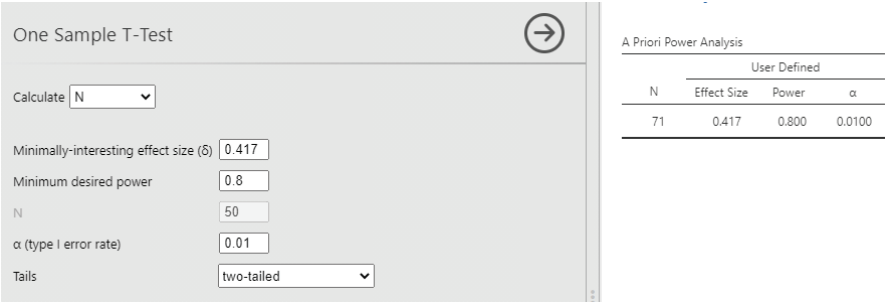 One Sample T-Test
Calculate N
Minimally-interesting effect size (δ) 0.417
Minimum desired power 0.8
N 50
α (type I error rate) 0.01
Tails two-tailed
A Priori Power Analysis
User Defined
N Effect Size Power α
71 0.417 0.800 0.0100